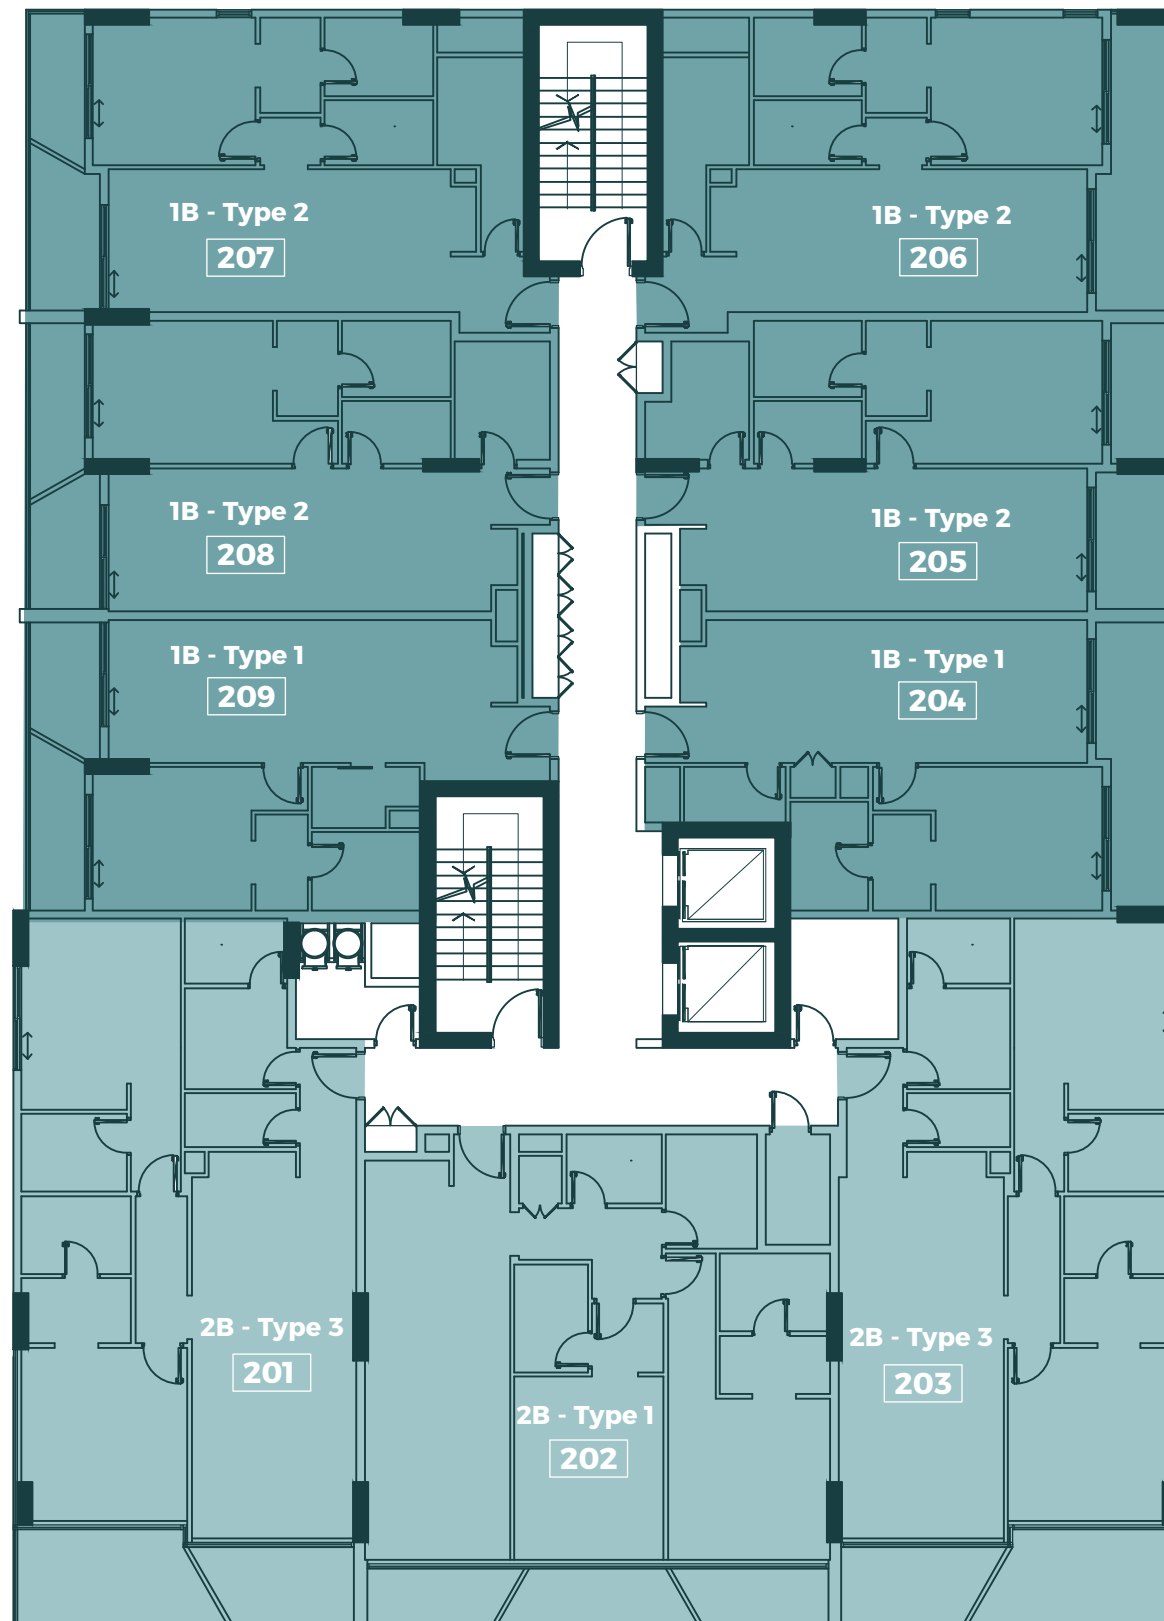 1B - Type 2
207
1B - Type 2
206
1B - Type 2
208
1B - Type 2
205
1B - Type 1
209
1B - Type 1
204
2B - Type 3
201
2B - Type 3
203
2B - Type 1
202